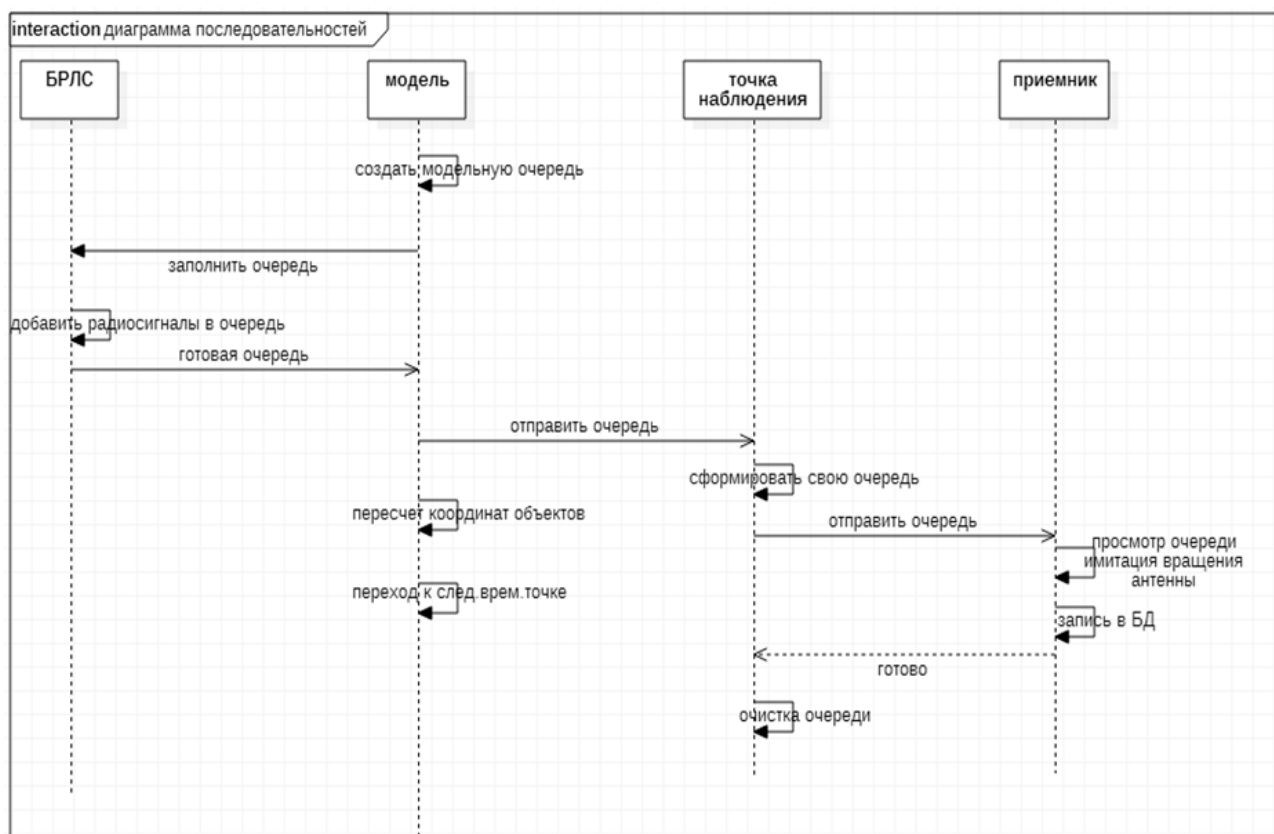 interaction диаграмма последовательностей
БРЛС
модель
точка
наблюдения
приемник
создать модельную очередь
заполнить очередь
добавить радиосигналы в очередь
готовая очередь
отправить очередь
сформировать свою очередь
пересчет координат объектов
отправить очередь
просмотр очереди
имитация вращения
антенны
переход к след.врем.точке
запись в БД
готово
очистка очереди